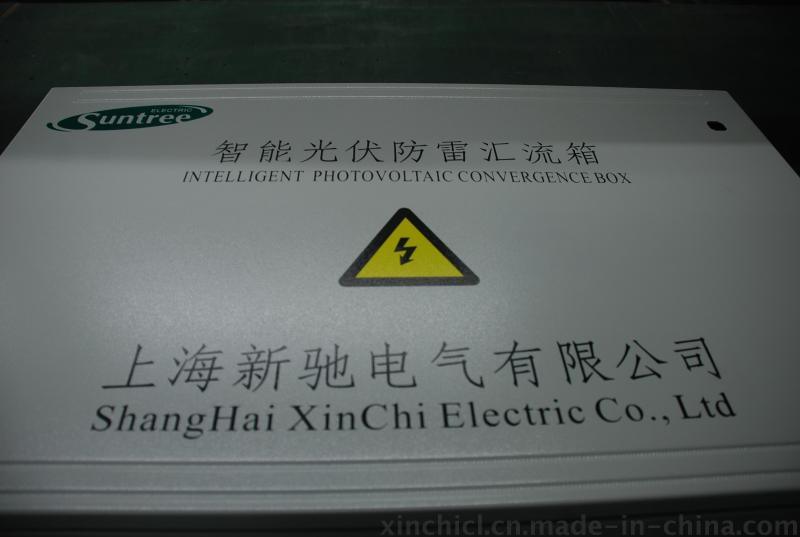 ELECTRIC
Suntree
智能光伏防雷汇流箱
INTELLIGENT PHOTOVOLTAIC CONVERGENCE BOX
上海新驰电气有限公司
ShangHai XinChi Electric Co., Ltd
xinchicl.cn.made-in-china.com